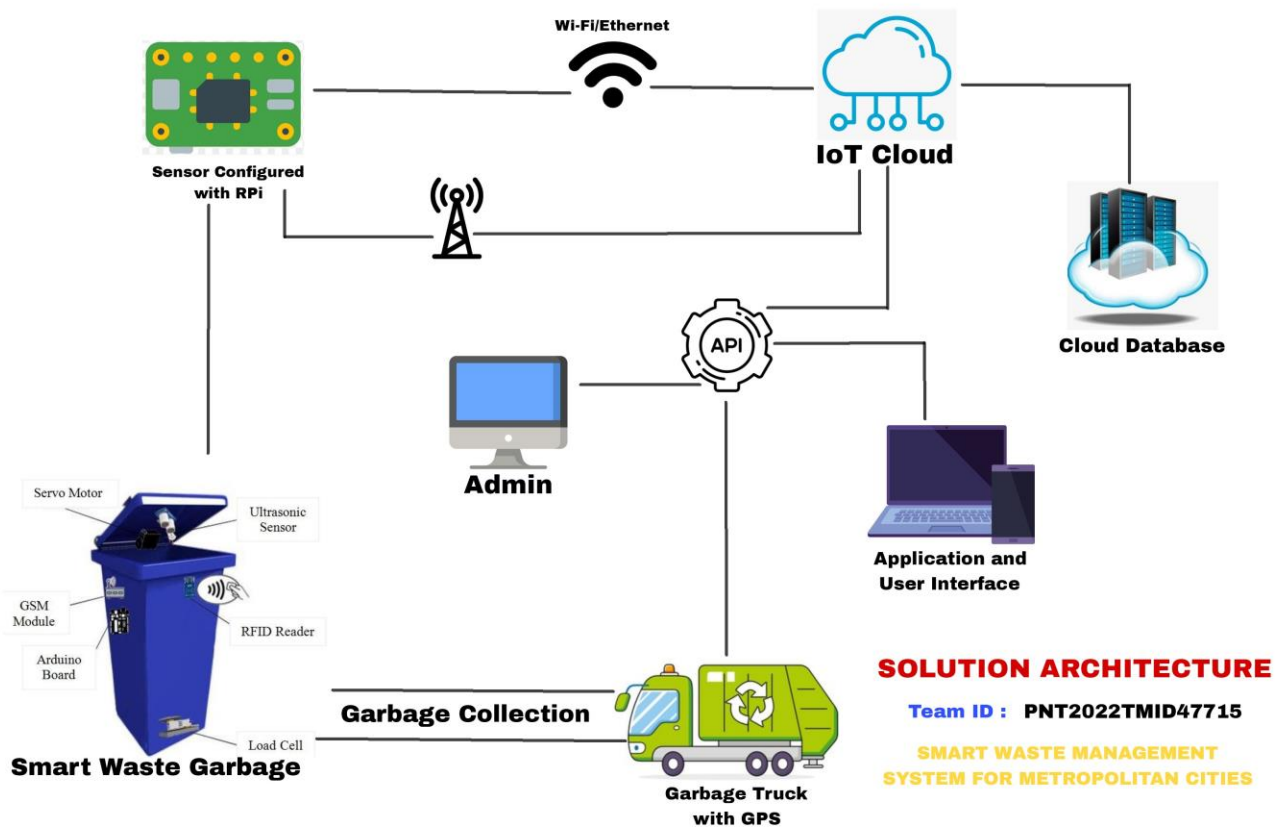 Wi-Fi/Ethernet
Sensor Configured
with RPi
IoT Cloud
Cloud Database
API
Admin
Application and
User Interface
Servo Motor
Ultrasonic
Sensor
GSM
Module
RFID Reader
Arduino
Board
Load Cell
Smart Waste Garbage
Garbage Collection
Garbage Truck
with GPS
SOLUTION ARCHITECTURE
Team ID : PNT2022TMID47715
SMART WASTE MANAGEMENT
SYSTEM FOR METROPOLITAN CITIES